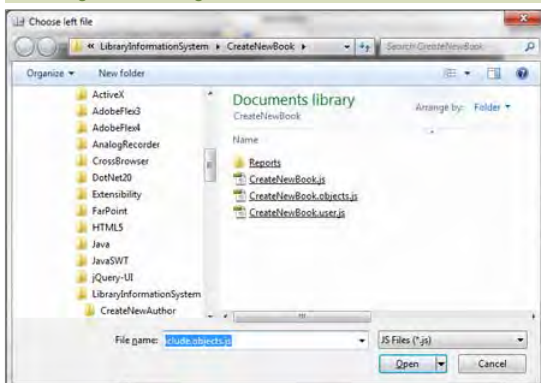 Choose left file
« LibraryInformationSystem ▸ CreateNewBook ▸
Search CreateNewBook
Organize ▾ New folder
ActiveX
AdobeFlex3
AdobeFlex4
AnalogRecorder
CrossBrowser
DotNet20
Extensibility
FarPoint
HTML5
Java
JavaSWT
jQuery-UI
LibraryInformationSystem
CreateNewAuthor
Documents library
CreateNewBook
Arrange by: Folder ▾
Name
Reports
CreateNewBook.js
CreateNewBook.objects.js
CreateNewBook.user.js
File name: clude.objects.js
JS Files (*.js)
Open
Cancel